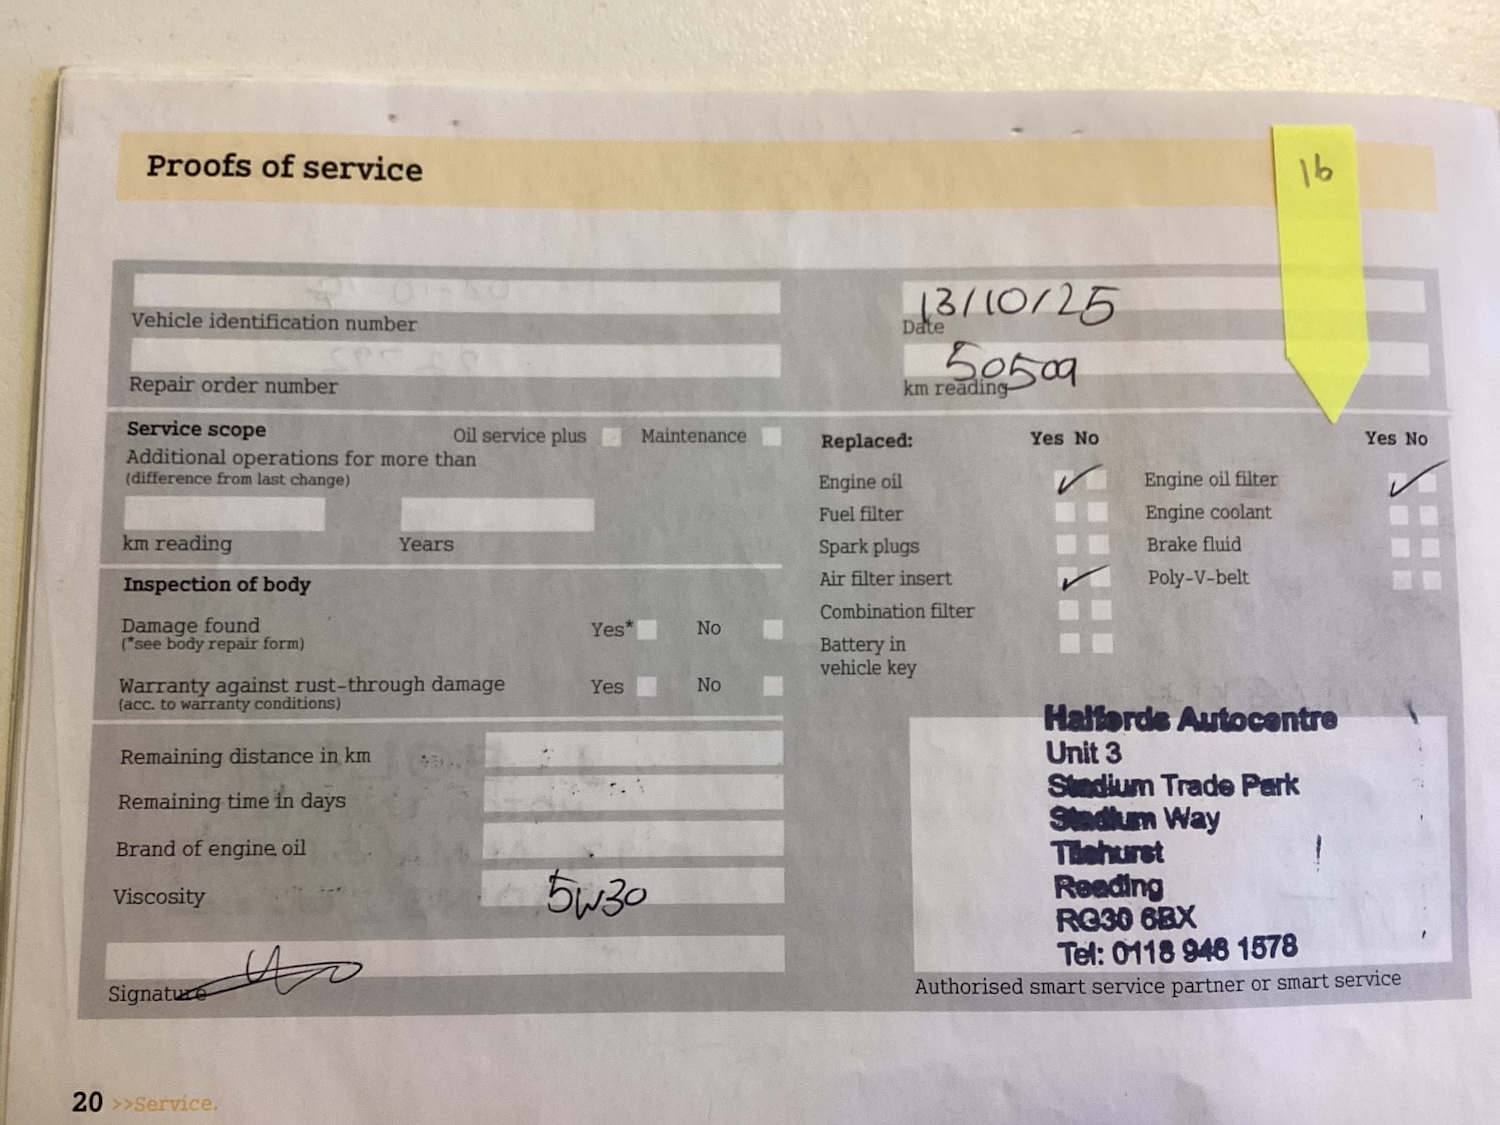 Proofs of service
16
Vehicle identification number
13/10/25
Date
Repair order number
50509
km reading
Service scope
Oil service plus
Maintenance
Additional operations for more than
(difference from last change)
km reading
Years
Inspection of body
Damage found
(*see body repair form)
Yes*
No
Warranty against rust-through damage
(acc. to warranty conditions)
Yes
No
Remaining distance in km
Remaining time in days
Brand of engine oil
Viscosity
5W30
Signature
Replaced:
Yes No
Yes No
Engine oil
Engine oil filter
Fuel filter
Engine coolant
Spark plugs
Brake fluid
Air filter insert
Poly-V-belt
Combination filter
Battery in
vehicle key
Halfords Autocentre
Unit 3
Stadium Trade Park
Stadium Way
Tilehurst
Reading
RG30 6BX
Tel: 0118 946 1578
Authorised smart service partner or smart service
20 >>Service.